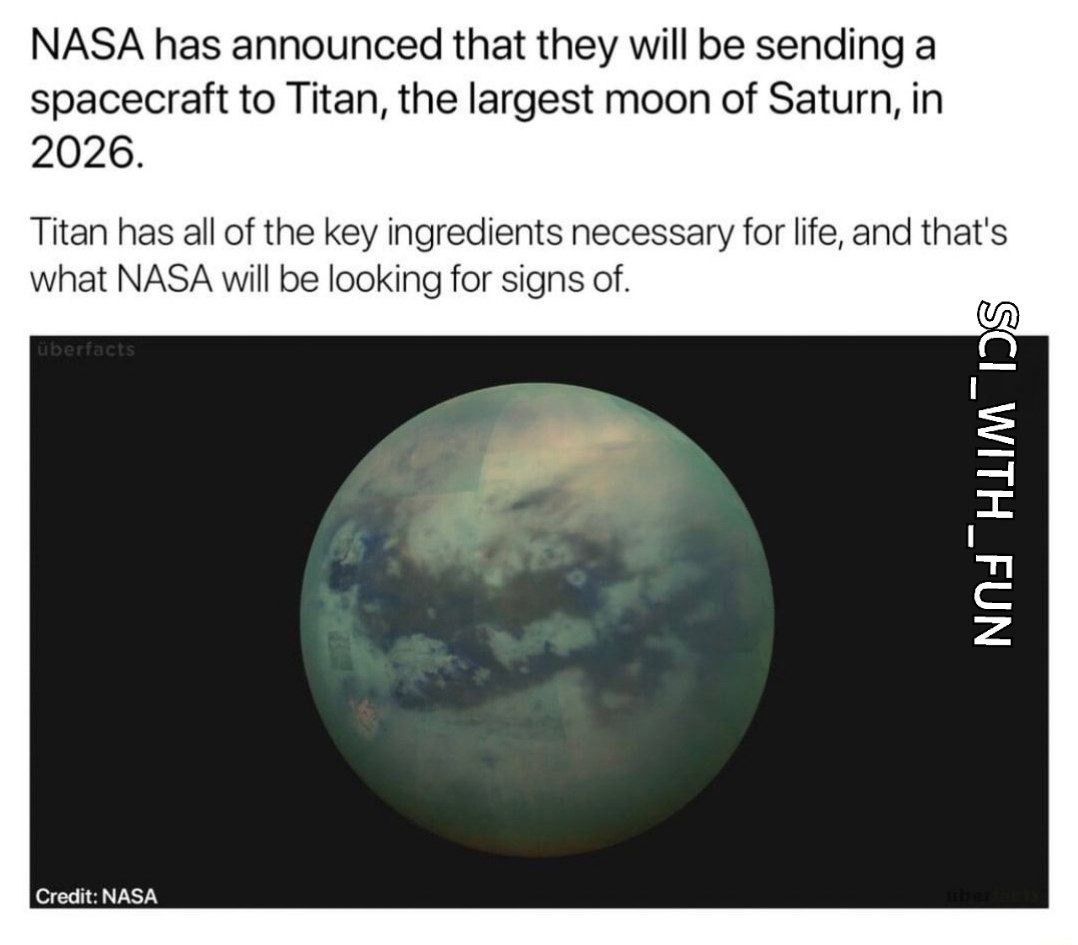 NASA has announced that they will be sending a
spacecraft to Titan, the largest moon of Saturn, in
2026.
Titan has all of the key ingredients necessary for life, and that's
what NASA will be looking for signs of.
überfacts
SCI_WITH_FUN
Credit: NASA
überfacts